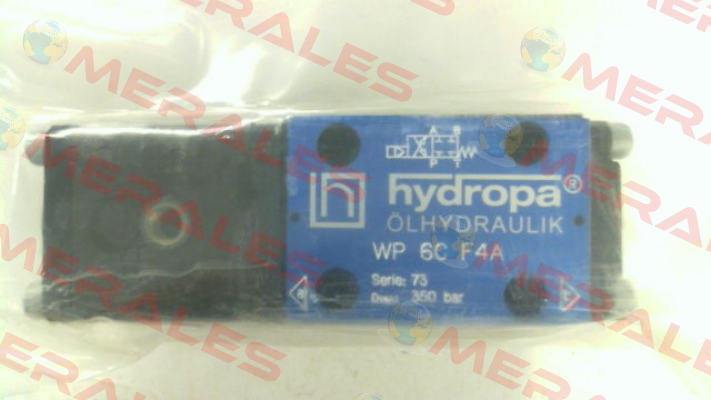 MERALES
A B
P T
hydropa®
ÖLHYDRAULIK
WP 6C F4A
Serie: 73
350 bar